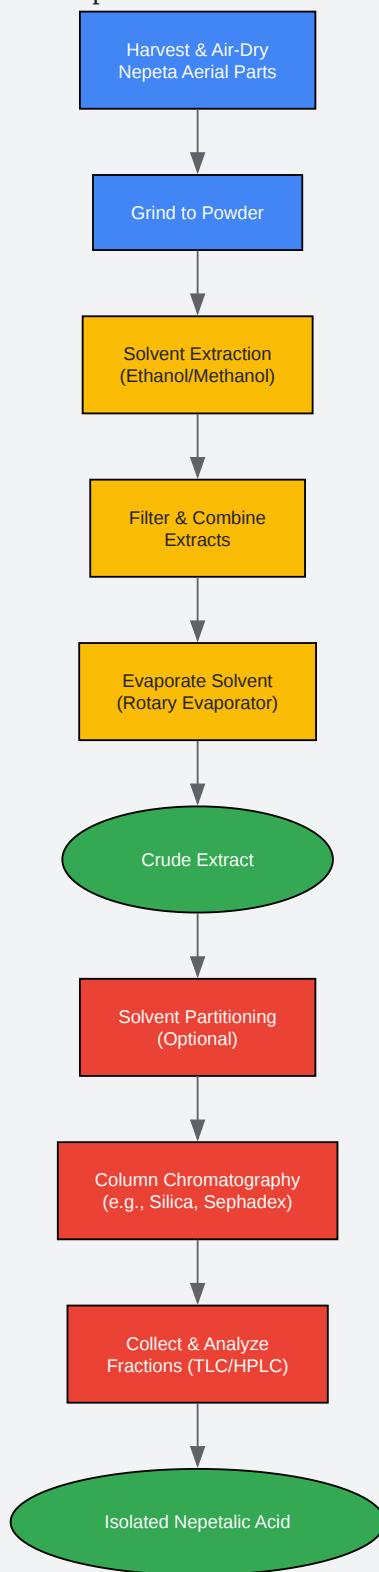 Harvest & Air-Dry
Nepeta Aerial Parts
Grind to Powder
Solvent Extraction
(Ethanol/Methanol)
Filter & Combine
Extracts
Evaporate Solvent
(Rotary Evaporator)
Crude Extract
Solvent Partitioning
(Optional)
Column Chromatography
(e.g., Silica, Sephadex)
Collect & Analyze
Fractions (TLC/HPLC)
Isolated Nepetalic Acid